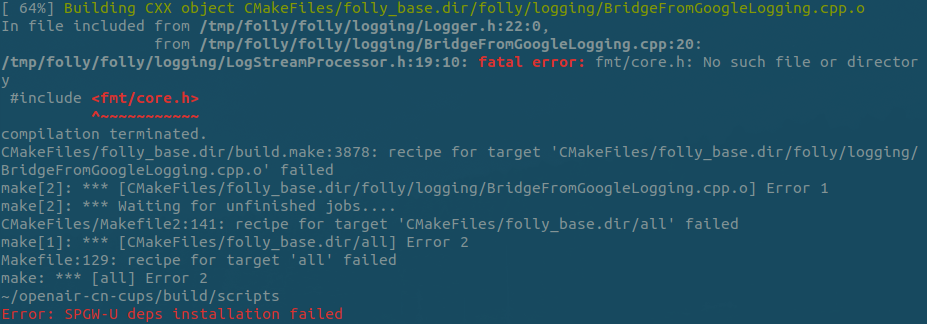 [ 64%] Building CXX object CMakeFiles/folly_base.dir/folly/logging/BridgeFromGoogleLogging.cpp.o
In file included from /tmp/folly/folly/logging/Logger.h:22:0,
                 from /tmp/folly/folly/logging/BridgeFromGoogleLogging.cpp:20:
/tmp/folly/folly/logging/LogStreamProcessor.h:19:10: fatal error: fmt/core.h: No such file or director
y
 #include <fmt/core.h>
          ^~~~~~~~~~~~
compilation terminated.
CMakeFiles/folly_base.dir/build.make:3878: recipe for target 'CMakeFiles/folly_base.dir/folly/logging/
BridgeFromGoogleLogging.cpp.o' failed
make[2]: *** [CMakeFiles/folly_base.dir/folly/logging/BridgeFromGoogleLogging.cpp.o] Error 1
make[2]: *** Waiting for unfinished jobs....
CMakeFiles/Makefile2:141: recipe for target 'CMakeFiles/folly_base.dir/all' failed
make[1]: *** [CMakeFiles/folly_base.dir/all] Error 2
Makefile:129: recipe for target 'all' failed
make: *** [all] Error 2
~/openair-cn-cups/build/scripts
Error: SPGW-U deps installation failed